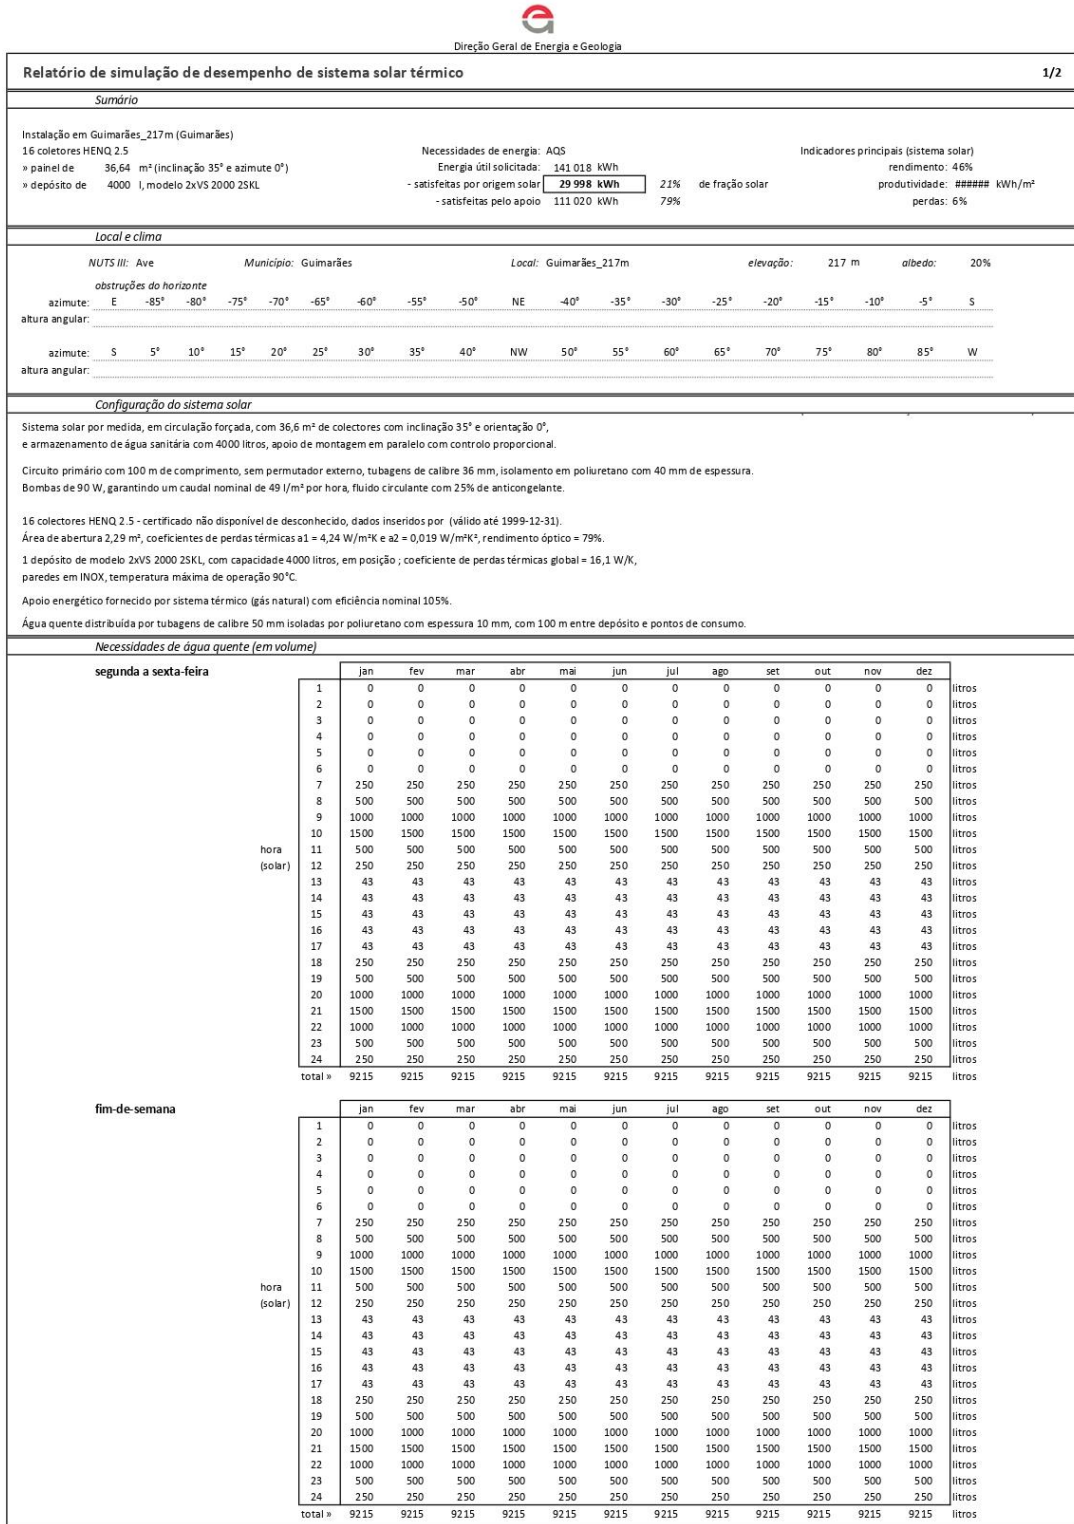 Direção Geral de Energia e Geologia
Relatório de simulação de desempenho de sistema solar térmico 1/2
Sumário
Instalação em Guimarães_217m (Guimarães)
16 coletores HENQ 2.5 Necessidades de energia: AQS Indicadores principais (sistema solar)
» painel de 36,64 m² (inclinação 35° e azimute 0°) Energia útil solicitada: 141 018 kWh rendimento: 46%
» depósito de 4000 l, modelo 2xVS 2000 2SKL - satisfeitas por origem solar 29 998 kWh 21% de fração solar produtividade: ###### kWh/m²
- satisfeitas pelo apoio 111 020 kWh 79% perdas: 6%
Local e clima
NUTS III: Ave Município: Guimarães Local: Guimarães_217m elevação: 217 m albedo: 20%
obstruções do horizonte
azimute: E -85° -80° -75° -70° -65° -60° -55° -50° NE -40° -35° -30° -25° -20° -15° -10° -5° S
altura angular:
azimute: S 5° 10° 15° 20° 25° 30° 35° 40° NW 50° 55° 60° 65° 70° 75° 80° 85° W
altura angular:
Configuração do sistema solar
Sistema solar por medida, em circulação forçada, com 36,6 m² de colectores com inclinação 35° e orientação 0°,
e armazenamento de água sanitária com 4000 litros, apoio de montagem em paralelo com controlo proporcional.
Circuito primário com 100 m de comprimento, sem permutador externo, tubagens de calibre 36 mm, isolamento em poliuretano com 40 mm de espessura.
Bombas de 90 W, garantindo um caudal nominal de 49 l/m² por hora, fluido circulante com 25% de anticongelante.
16 colectores HENQ 2.5 - certificado não disponível de desconhecido, dados inseridos por (válido até 1999-12-31).
Área de abertura 2,29 m², coeficientes de perdas térmicas a1 = 4,24 W/m²K e a2 = 0,019 W/m²K², rendimento óptico = 79%.
1 depósito de modelo 2xVS 2000 2SKL, com capacidade 4000 litros, em posição ; coeficiente de perdas térmicas global = 16,1 W/K,
paredes em INOX, temperatura máxima de operação 90°C.
Apoio energético fornecido por sistema térmico (gás natural) com eficiência nominal 105%.
Água quente distribuída por tubagens de calibre 50 mm isoladas por poliuretano com espessura 10 mm, com 100 m entre depósito e pontos de consumo.
Necessidades de água quente (em volume)
segunda a sexta-feira jan fev mar abr mai jun jul ago set out nov dez
1 0 0 0 0 0 0 0 0 0 0 0 0 litros
2 0 0 0 0 0 0 0 0 0 0 0 0 litros
3 0 0 0 0 0 0 0 0 0 0 0 0 litros
4 0 0 0 0 0 0 0 0 0 0 0 0 litros
5 0 0 0 0 0 0 0 0 0 0 0 0 litros
6 0 0 0 0 0 0 0 0 0 0 0 0 litros
7 250 250 250 250 250 250 250 250 250 250 250 250 litros
8 500 500 500 500 500 500 500 500 500 500 500 500 litros
9 1000 1000 1000 1000 1000 1000 1000 1000 1000 1000 1000 1000 litros
10 1500 1500 1500 1500 1500 1500 1500 1500 1500 1500 1500 1500 litros
hora 11 500 500 500 500 500 500 500 500 500 500 500 500 litros
(solar) 12 250 250 250 250 250 250 250 250 250 250 250 250 litros
13 43 43 43 43 43 43 43 43 43 43 43 43 litros
14 43 43 43 43 43 43 43 43 43 43 43 43 litros
15 43 43 43 43 43 43 43 43 43 43 43 43 litros
16 43 43 43 43 43 43 43 43 43 43 43 43 litros
17 43 43 43 43 43 43 43 43 43 43 43 43 litros
18 250 250 250 250 250 250 250 250 250 250 250 250 litros
19 500 500 500 500 500 500 500 500 500 500 500 500 litros
20 1000 1000 1000 1000 1000 1000 1000 1000 1000 1000 1000 1000 litros
21 1500 1500 1500 1500 1500 1500 1500 1500 1500 1500 1500 1500 litros
22 1000 1000 1000 1000 1000 1000 1000 1000 1000 1000 1000 1000 litros
23 500 500 500 500 500 500 500 500 500 500 500 500 litros
24 250 250 250 250 250 250 250 250 250 250 250 250 litros
total » 9215 9215 9215 9215 9215 9215 9215 9215 9215 9215 9215 9215 litros
fim-de-semana jan fev mar abr mai jun jul ago set out nov dez
1 0 0 0 0 0 0 0 0 0 0 0 0 litros
2 0 0 0 0 0 0 0 0 0 0 0 0 litros
3 0 0 0 0 0 0 0 0 0 0 0 0 litros
4 0 0 0 0 0 0 0 0 0 0 0 0 litros
5 0 0 0 0 0 0 0 0 0 0 0 0 litros
6 0 0 0 0 0 0 0 0 0 0 0 0 litros
7 250 250 250 250 250 250 250 250 250 250 250 250 litros
8 500 500 500 500 500 500 500 500 500 500 500 500 litros
9 1000 1000 1000 1000 1000 1000 1000 1000 1000 1000 1000 1000 litros
10 1500 1500 1500 1500 1500 1500 1500 1500 1500 1500 1500 1500 litros
hora 11 500 500 500 500 500 500 500 500 500 500 500 500 litros
(solar) 12 250 250 250 250 250 250 250 250 250 250 250 250 litros
13 43 43 43 43 43 43 43 43 43 43 43 43 litros
14 43 43 43 43 43 43 43 43 43 43 43 43 litros
15 43 43 43 43 43 43 43 43 43 43 43 43 litros
16 43 43 43 43 43 43 43 43 43 43 43 43 litros
17 43 43 43 43 43 43 43 43 43 43 43 43 litros
18 250 250 250 250 250 250 250 250 250 250 250 250 litros
19 500 500 500 500 500 500 500 500 500 500 500 500 litros
20 1000 1000 1000 1000 1000 1000 1000 1000 1000 1000 1000 1000 litros
21 1500 1500 1500 1500 1500 1500 1500 1500 1500 1500 1500 1500 litros
22 1000 1000 1000 1000 1000 1000 1000 1000 1000 1000 1000 1000 litros
23 500 500 500 500 500 500 500 500 500 500 500 500 litros
24 250 250 250 250 250 250 250 250 250 250 250 250 litros
total » 9215 9215 9215 9215 9215 9215 9215 9215 9215 9215 9215 9215 litros